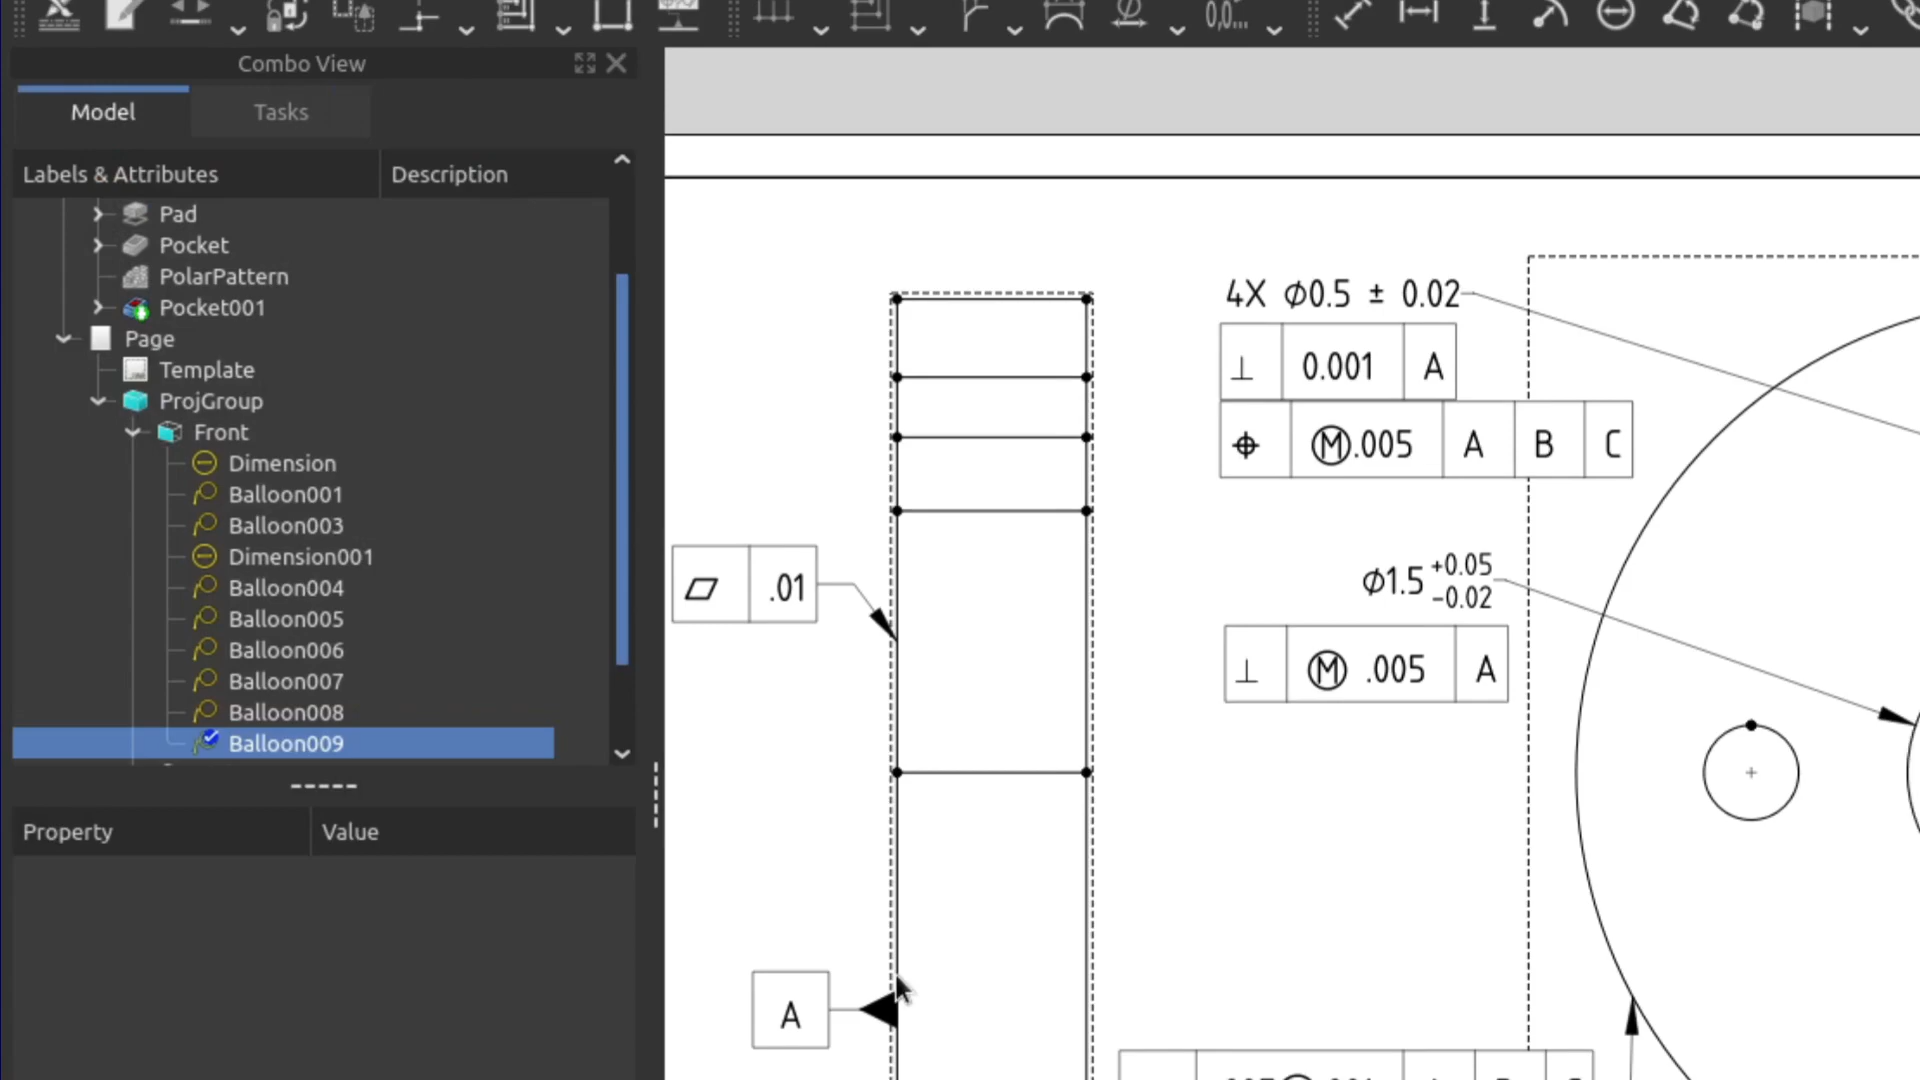 Combo View
Model
Tasks
Labels & Attributes
Description
Pad
Pocket
PolarPattern
Pocket001
Page
Template
ProjGroup
Front
Dimension
Balloon001
Balloon003
Dimension001
Balloon004
Balloon005
Balloon006
Balloon007
Balloon008
Balloon009
Property
Value
4X ⌀0.5 ± 0.02
⊥ 0.001 A
⌖ Ⓜ.005 A B C
⏥ .01
⌀1.5 +0.05
−0.02
⊥ Ⓜ .005 A
A